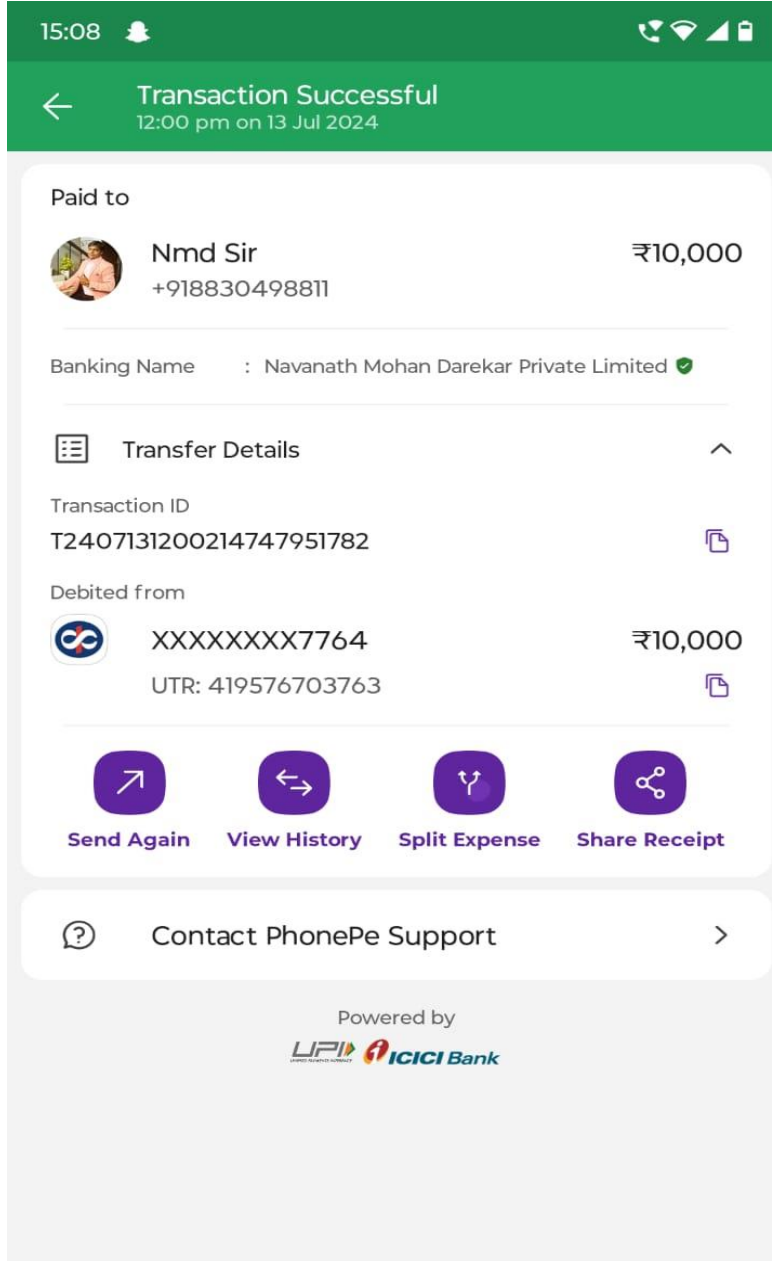 15:08
Transaction Successful
12:00 pm on 13 Jul 2024
Paid to
Nmd Sir ₹10,000
+918830498811
Banking Name : Navanath Mohan Darekar Private Limited
Transfer Details
Transaction ID
T2407131200214747951782
Debited from
XXXXXXXX7764 ₹10,000
UTR: 419576703763
Send Again View History Split Expense Share Receipt
Contact PhonePe Support
Powered by
UPI ICICI Bank